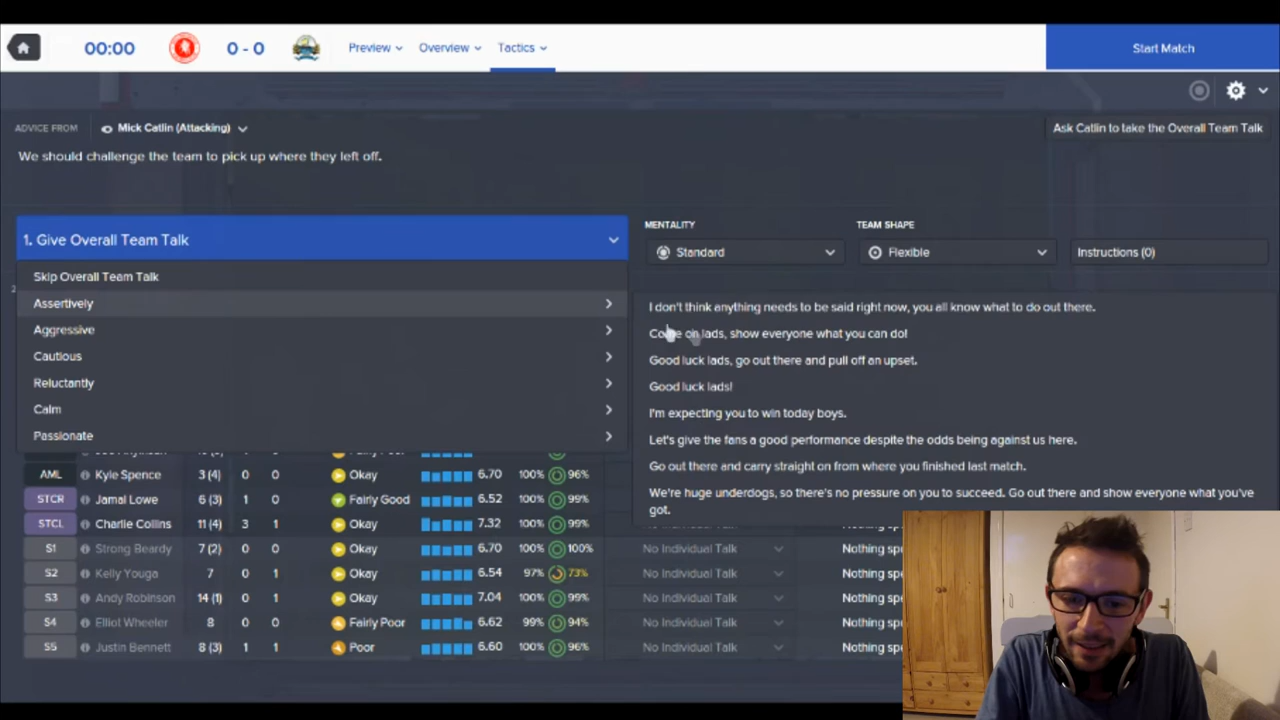 00:00
0 - 0
Preview
Overview
Tactics
Start Match
ADVICE FROM
Mick Catlin (Attacking)
Ask Catlin to take the Overall Team Talk
We should challenge the team to pick up where they left off.
1. Give Overall Team Talk
MENTALITY
Standard
TEAM SHAPE
Flexible
Instructions (0)
Skip Overall Team Talk
Assertively
Aggressive
Cautious
Reluctantly
Calm
Passionate
I don't think anything needs to be said right now, you all know what to do out there.
on lads, show everyone what you can do!
Good luck lads, go out there and pull off an upset.
Good luck lads!
I'm expecting you to win today boys.
Let's give the fans a good performance despite the odds being against us here.
Go out there and carry straight on from where you finished last match.
We're huge underdogs, so there's no pressure on you to succeed. Go out there and show everyone what you've
got.
AML Kyle Spence 3 (4) 0 0 Okay 6.70 100% 96%
STCR Jamal Lowe 6 (3) 1 0 Fairly Good 6.52 100% 99%
STCL Charlie Collins 11 (4) 3 1 Okay 7.32 100% 99%
S1 Strong Beardy 7 (2) 0 0 Okay 6.70 100% 100% No Individual Talk Nothing
S2 Kelly Youga 7 0 1 Okay 6.54 97% 73% No Individual Talk Nothing
S3 Andy Robinson 14 (1) 0 1 Okay 7.04 100% 99% No Individual Talk Nothing
S4 Elliot Wheeler 8 0 0 Fairly Poor 6.62 99% 94% No Individual Talk Nothing
S5 Justin Bennett 8 (3) 1 1 Poor 6.60 100% 96% No Individual Talk Nothing